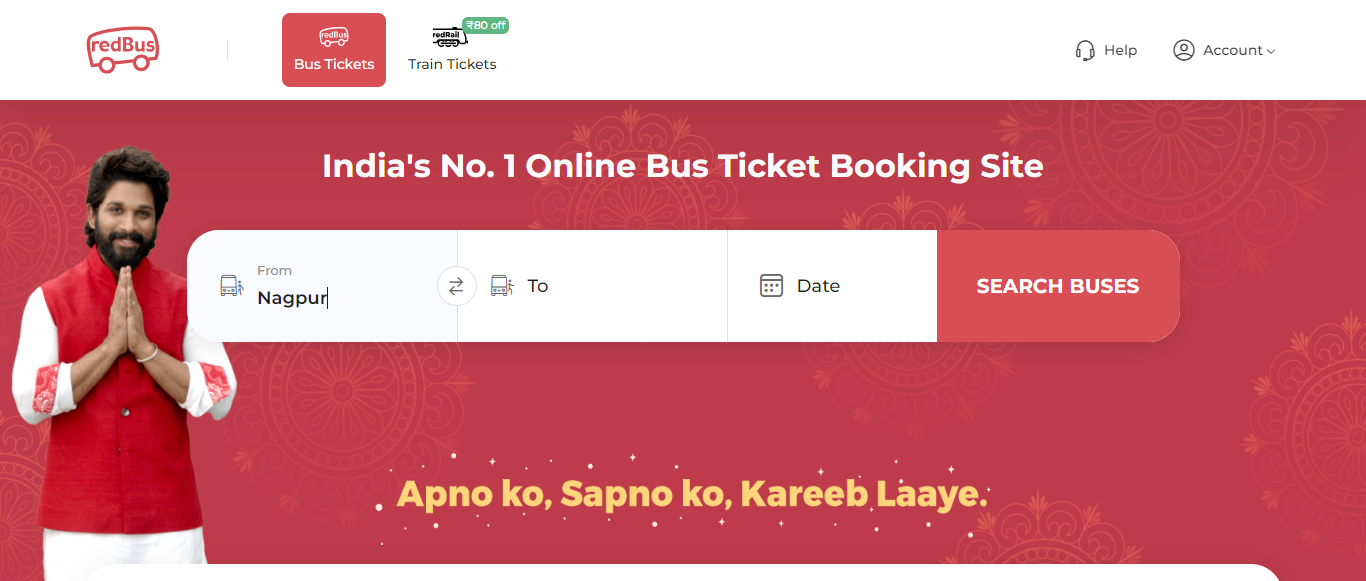 redBus
redBus
Bus Tickets
redRail
₹80 off
Train Tickets
Help
Account
India's No. 1 Online Bus Ticket Booking Site
From
Nagpur
To
Date
SEARCH BUSES
Apno ko, Sapno ko, Kareeb Laaye.